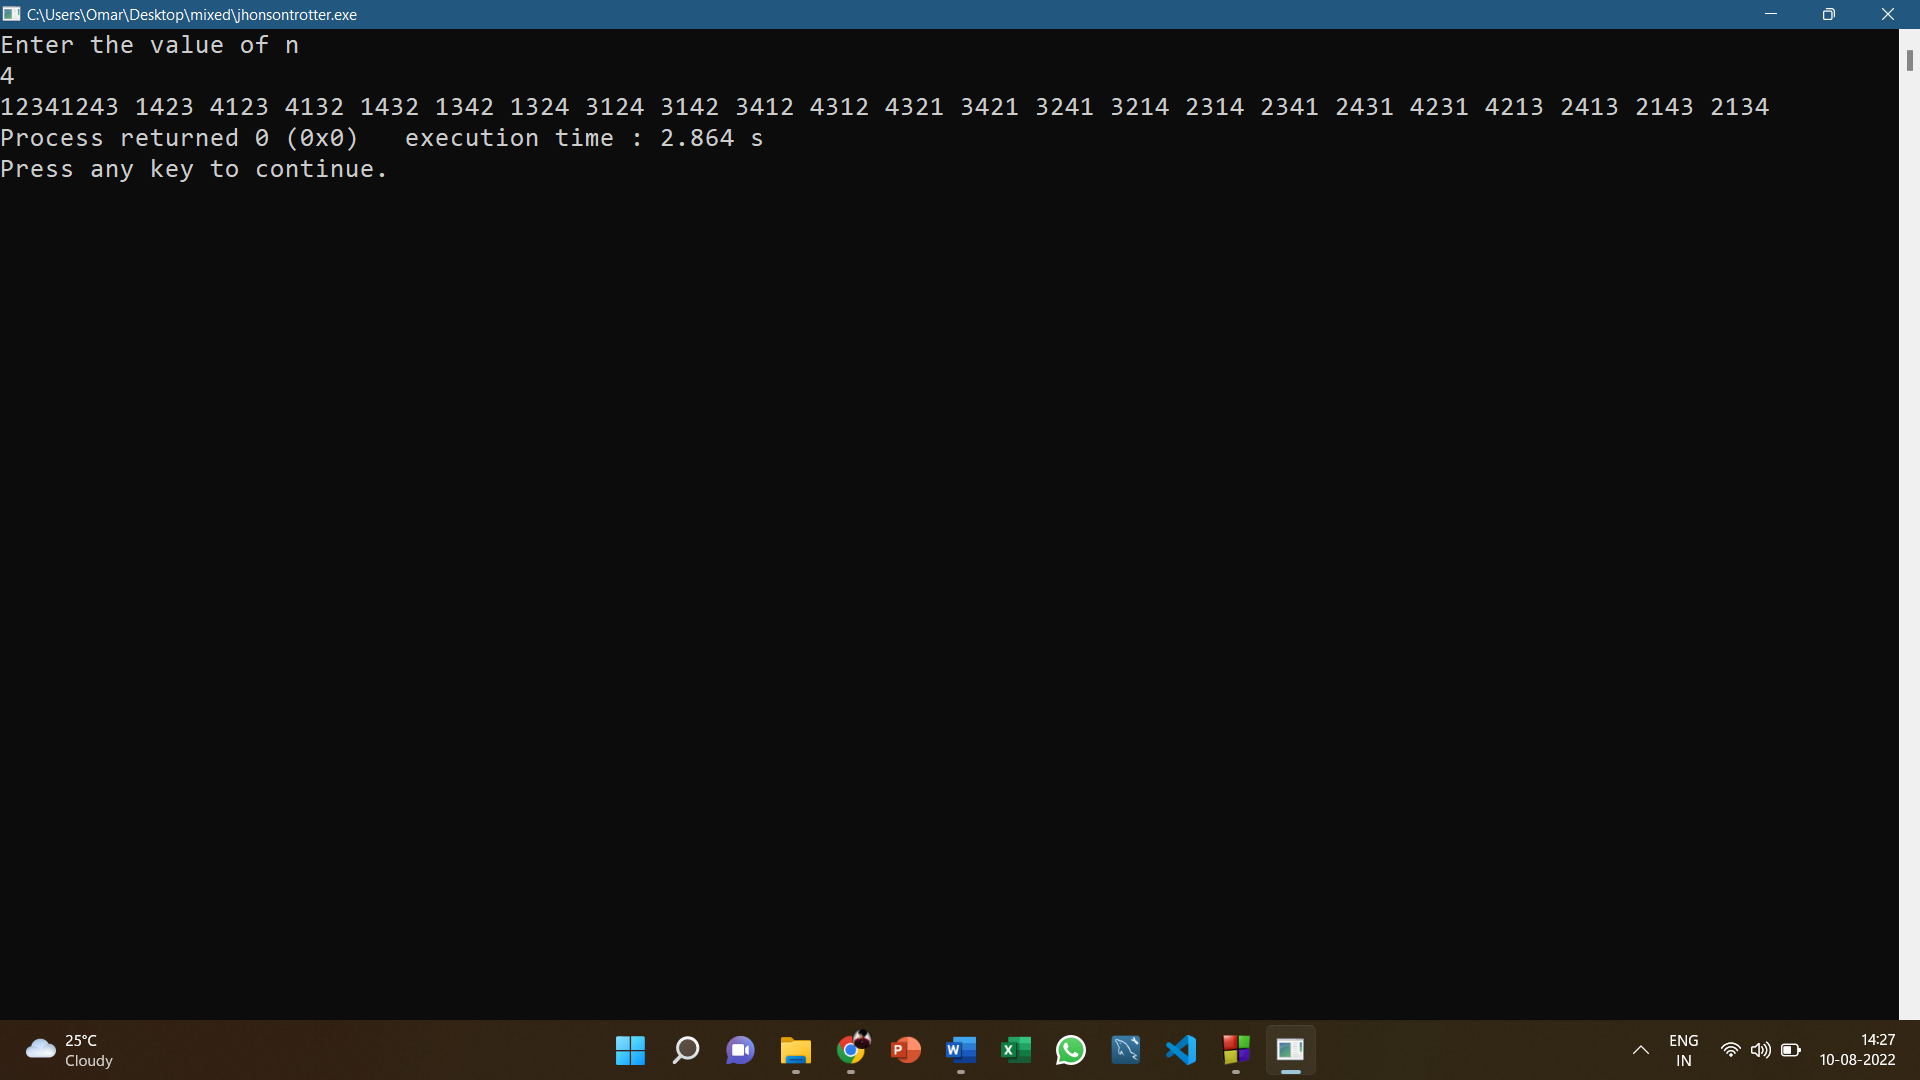 C:\Users\Omar\Desktop\mixed\jhonsontrotter.exe
Enter the value of n
4
12341243 1423 4123 4132 1432 1342 1324 3124 3142 3412 4312 4321 3421 3241 3214 2314 2341 2431 4231 4213 2413 2143 2134
Process returned 0 (0x0)   execution time : 2.864 s
Press any key to continue.
25°C
Cloudy
P
W
X
ENG
IN
14:27
10-08-2022